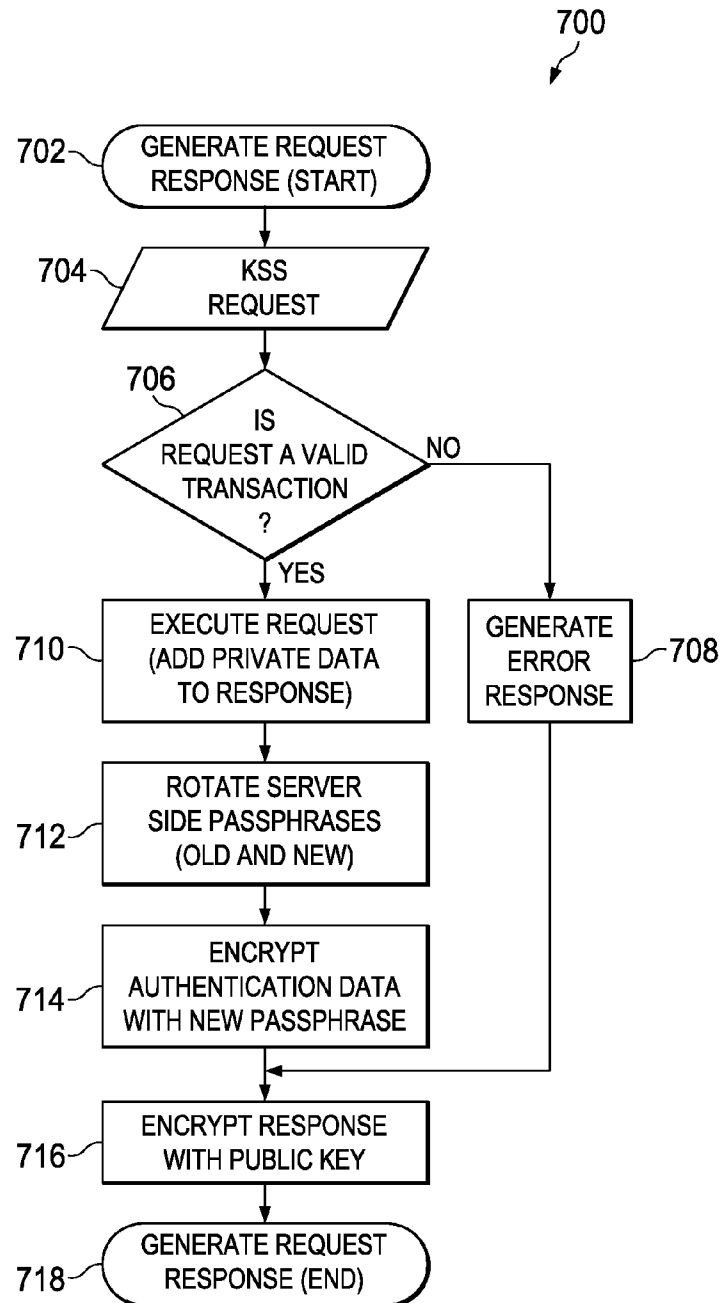 700
702
GENERATE REQUEST
RESPONSE (START)
704
KSS
REQUEST
706
IS
REQUEST A VALID
TRANSACTION
?
NO
YES
710
EXECUTE REQUEST
(ADD PRIVATE DATA
TO RESPONSE)
GENERATE
ERROR
RESPONSE
708
712
ROTATE SERVER
SIDE PASSPHRASES
(OLD AND NEW)
714
ENCRYPT
AUTHENTICATION DATA
WITH NEW PASSPHRASE
716
ENCRYPT RESPONSE
WITH PUBLIC KEY
718
GENERATE REQUEST
RESPONSE (END)